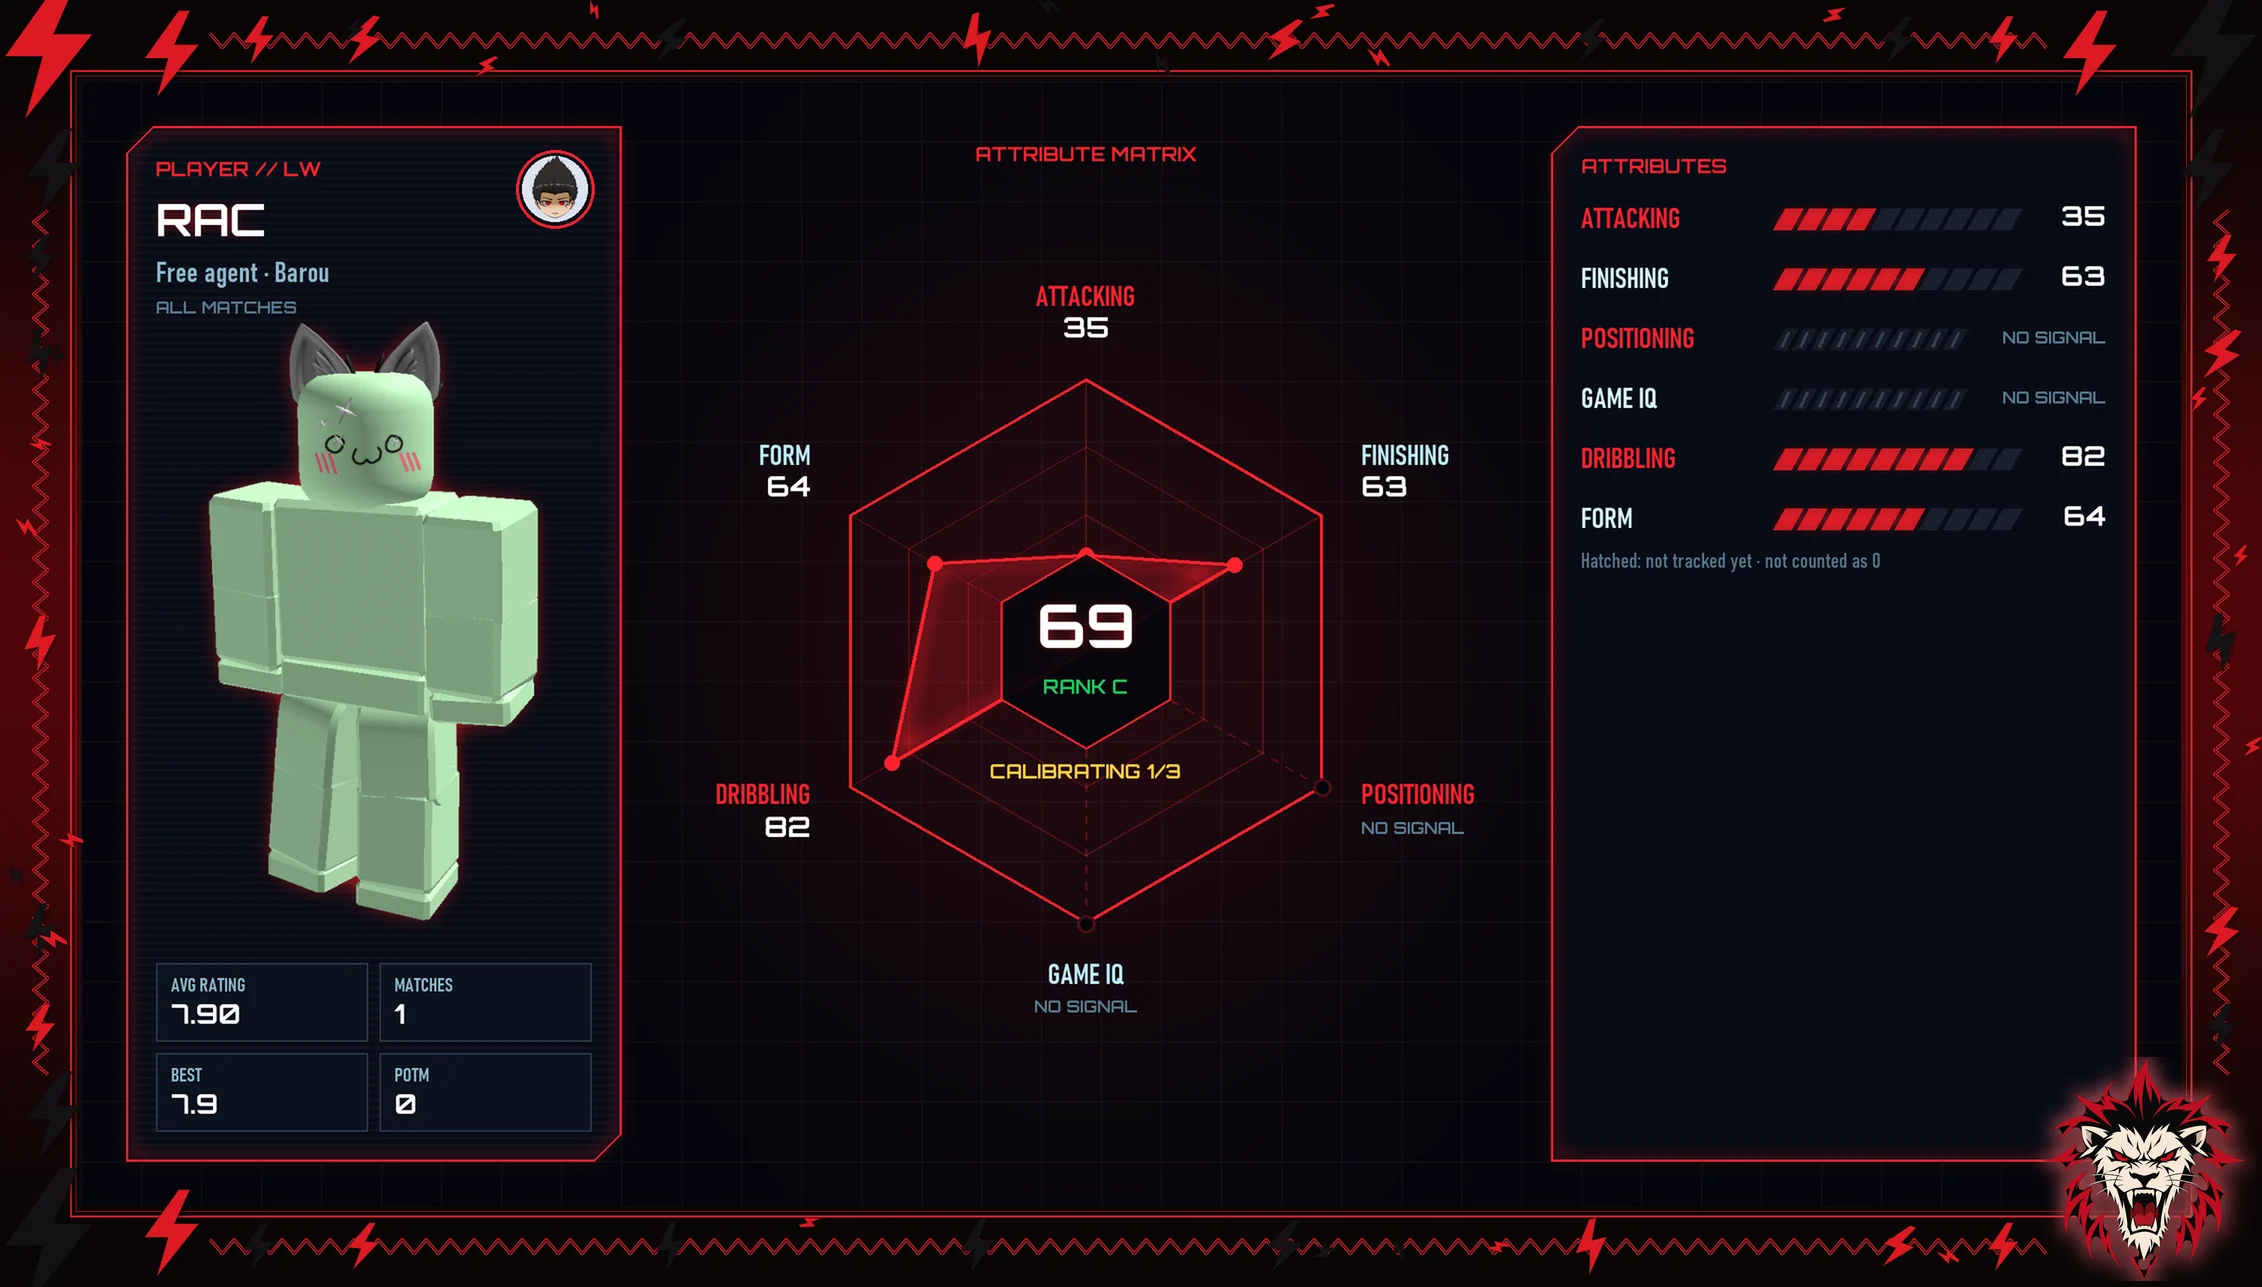 PLAYER // LW
RAC
Free agent · Barou
ALL MATCHES
AVG RATING
7.90
MATCHES
1
BEST
7.9
POTM
0
ATTRIBUTE MATRIX
ATTACKING
35
FORM
64
FINISHING
63
69
RANK C
CALIBRATING 1/3
DRIBBLING
82
POSITIONING
NO SIGNAL
GAME IQ
NO SIGNAL
ATTRIBUTES
ATTACKING 35
FINISHING 63
POSITIONING NO SIGNAL
GAME IQ NO SIGNAL
DRIBBLING 82
FORM 64
Hatched: not tracked yet · not counted as 0